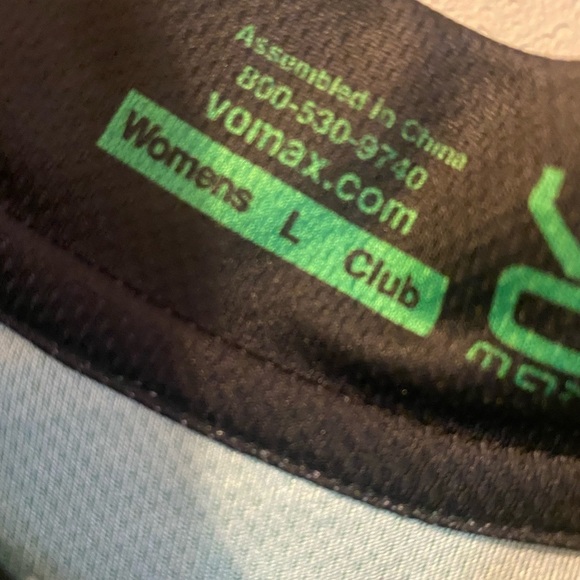 Assembled in China
800-530-9740
vomax.com
Womens L Club